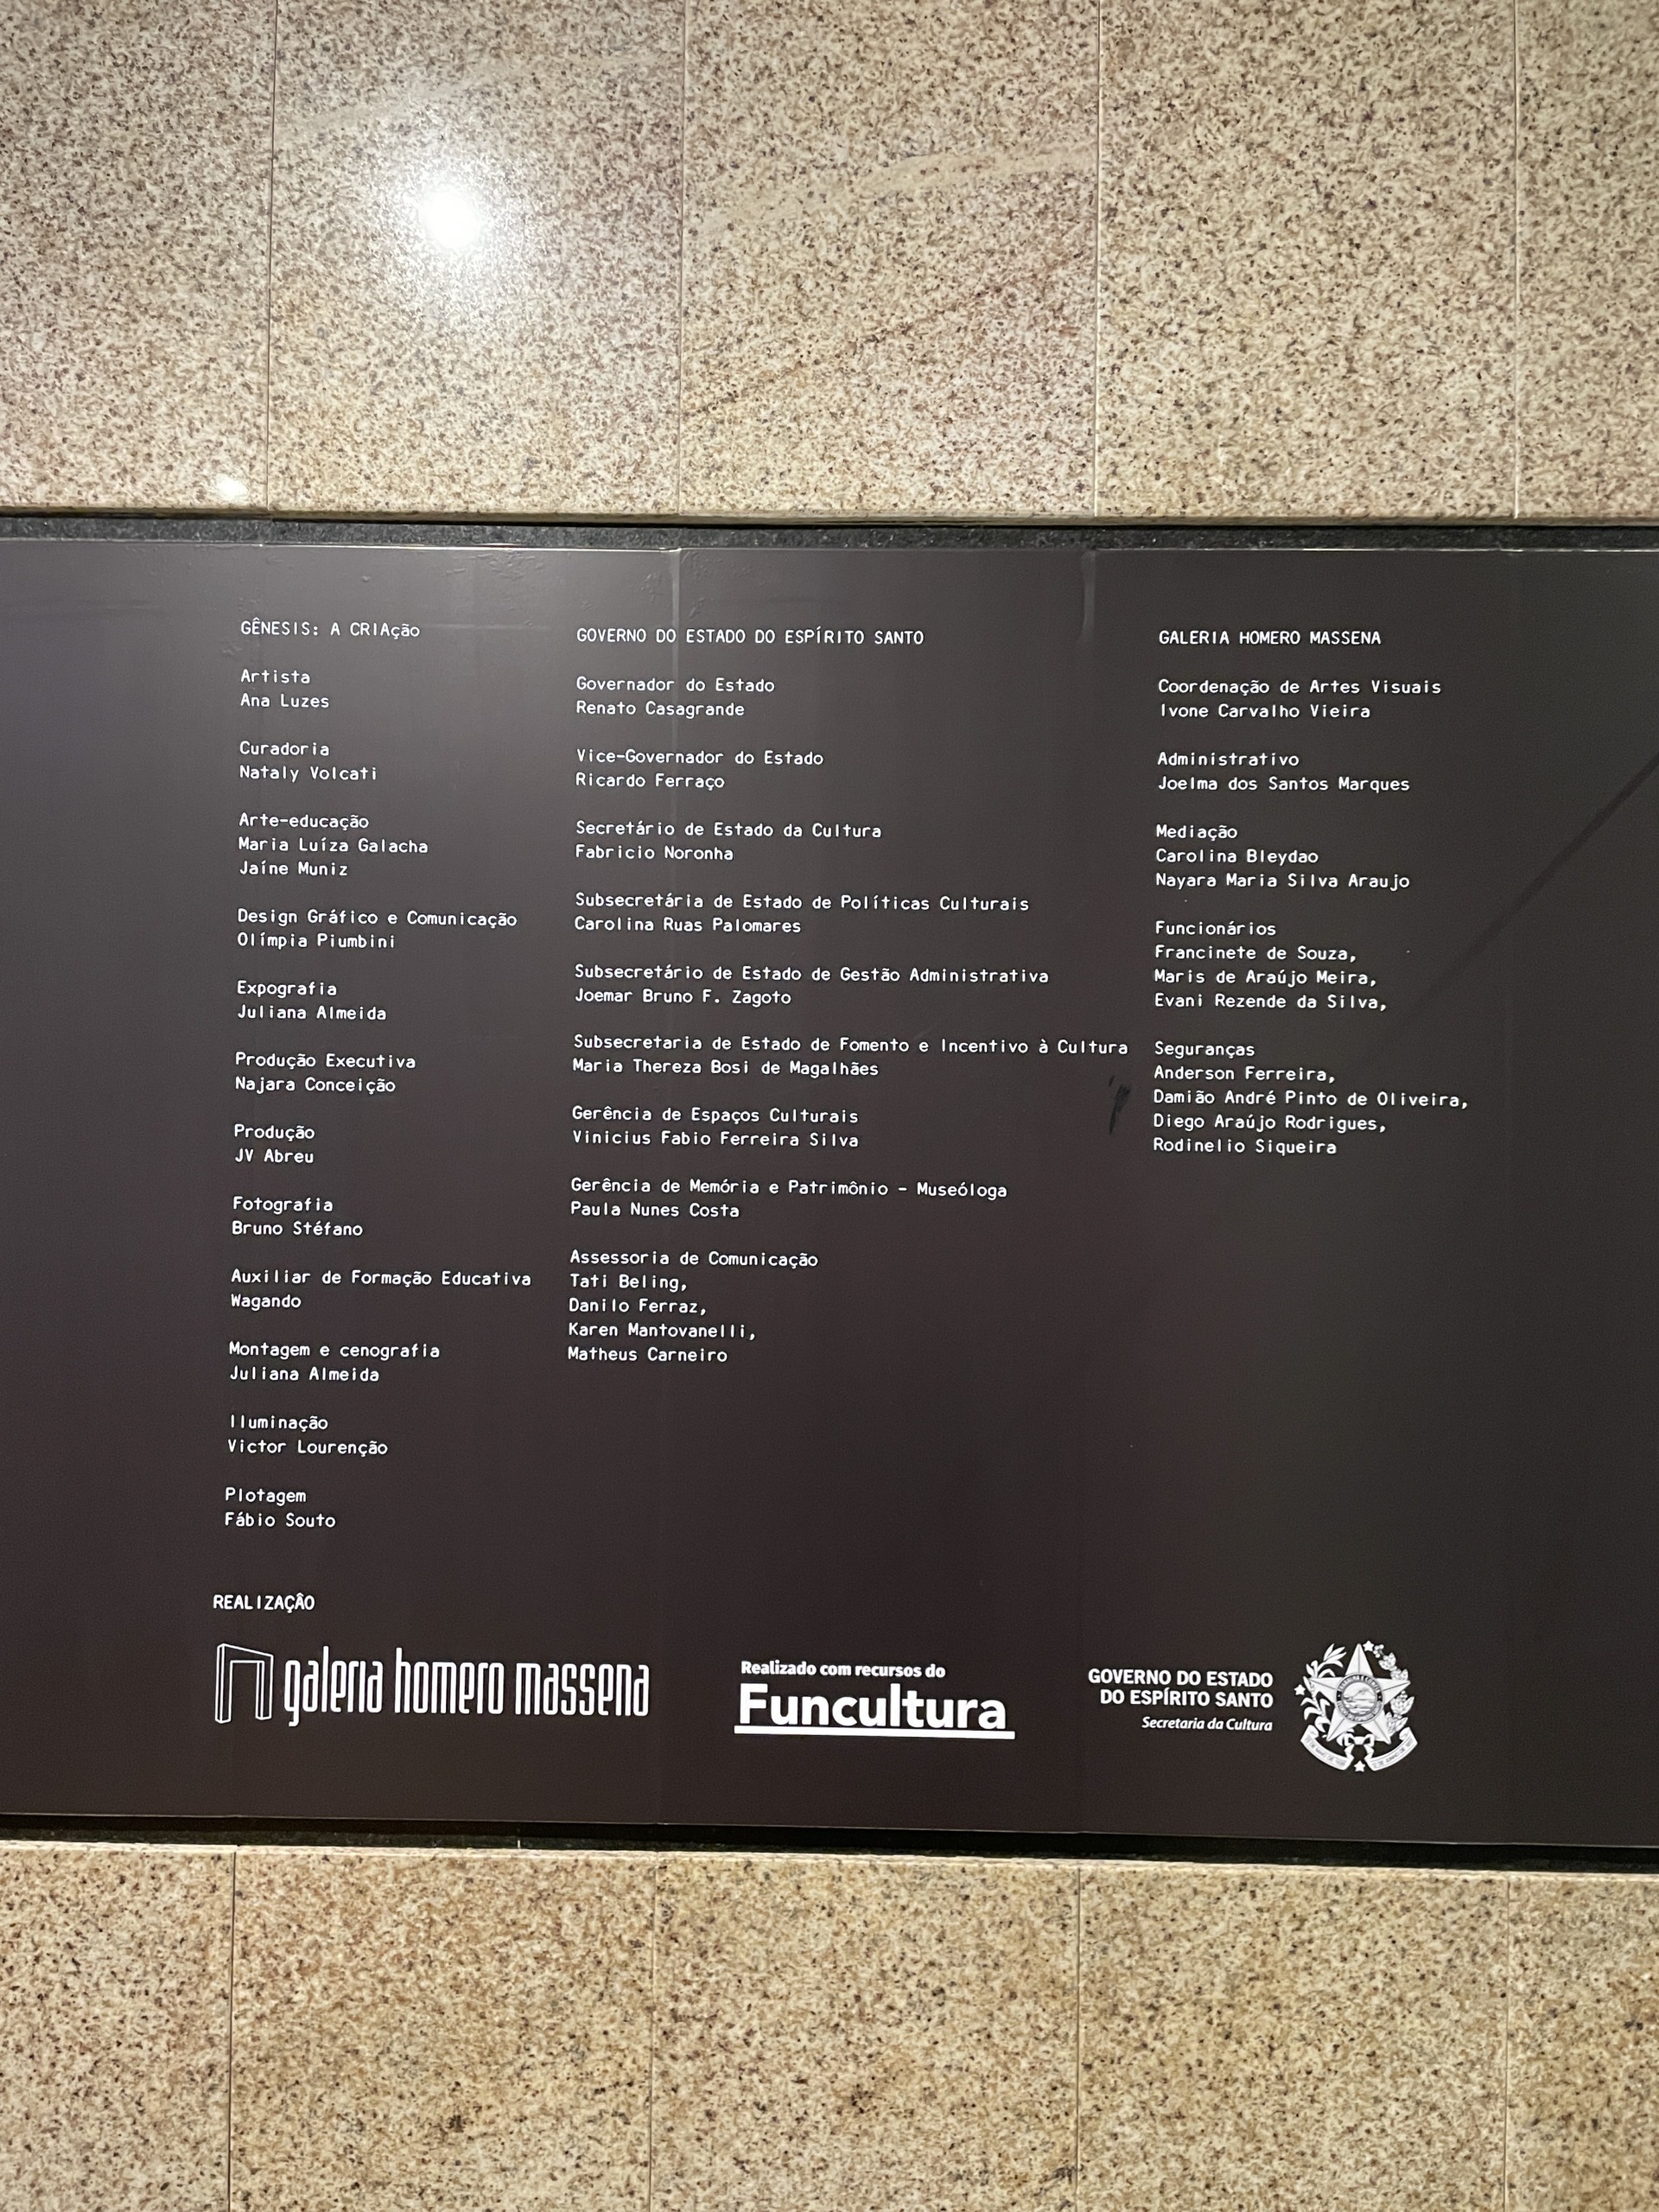 GÊNESIS: A CRIAção
Artista
Ana Luzes
Curadoria
Nataly Volcati
Arte-educação
Maria Luíza Galacha
Jaíne Muniz
Design Gráfico e Comunicação
Olímpia Piumbini
Expografia
Juliana Almeida
Produção Executiva
Najara Conceição
Produção
JV Abreu
Fotografia
Bruno Stéfano
Auxiliar de Formação Educativa
Wagando
Montagem e cenografia
Juliana Almeida
Iluminação
Victor Lourenção
Plotagem
Fábio Souto
GOVERNO DO ESTADO DO ESPÍRITO SANTO
Governador do Estado
Renato Casagrande
Vice-Governador do Estado
Ricardo Ferraço
Secretário de Estado da Cultura
Fabricio Noronha
Subsecretária de Estado de Políticas Culturais
Carolina Ruas Palomares
Subsecretário de Estado de Gestão Administrativa
Joemar Bruno F. Zagoto
Subsecretaria de Estado de Fomento e Incentivo à Cultura
Maria Thereza Bosi de Magalhães
Gerência de Espaços Culturais
Vinicius Fabio Ferreira Silva
Gerência de Memória e Patrimônio - Museóloga
Paula Nunes Costa
Assessoria de Comunicação
Tati Beling,
Danilo Ferraz,
Karen Mantovanelli,
Matheus Carneiro
GALERIA HOMERO MASSENA
Coordenação de Artes Visuais
Ivone Carvalho Vieira
Administrativo
Joelma dos Santos Marques
Mediação
Carolina Bleydao
Nayara Maria Silva Araujo
Funcionários
Francinete de Souza,
Maris de Araújo Meira,
Evani Rezende da Silva,
Seguranças
Anderson Ferreira,
Damião André Pinto de Oliveira,
Diego Araújo Rodrigues,
Rodinelio Siqueira
REALIZAÇÂO
galeria homero massena
Realizado com recursos do
Funcultura
GOVERNO DO ESTADO
DO ESPÍRITO SANTO
Secretaria da Cultura